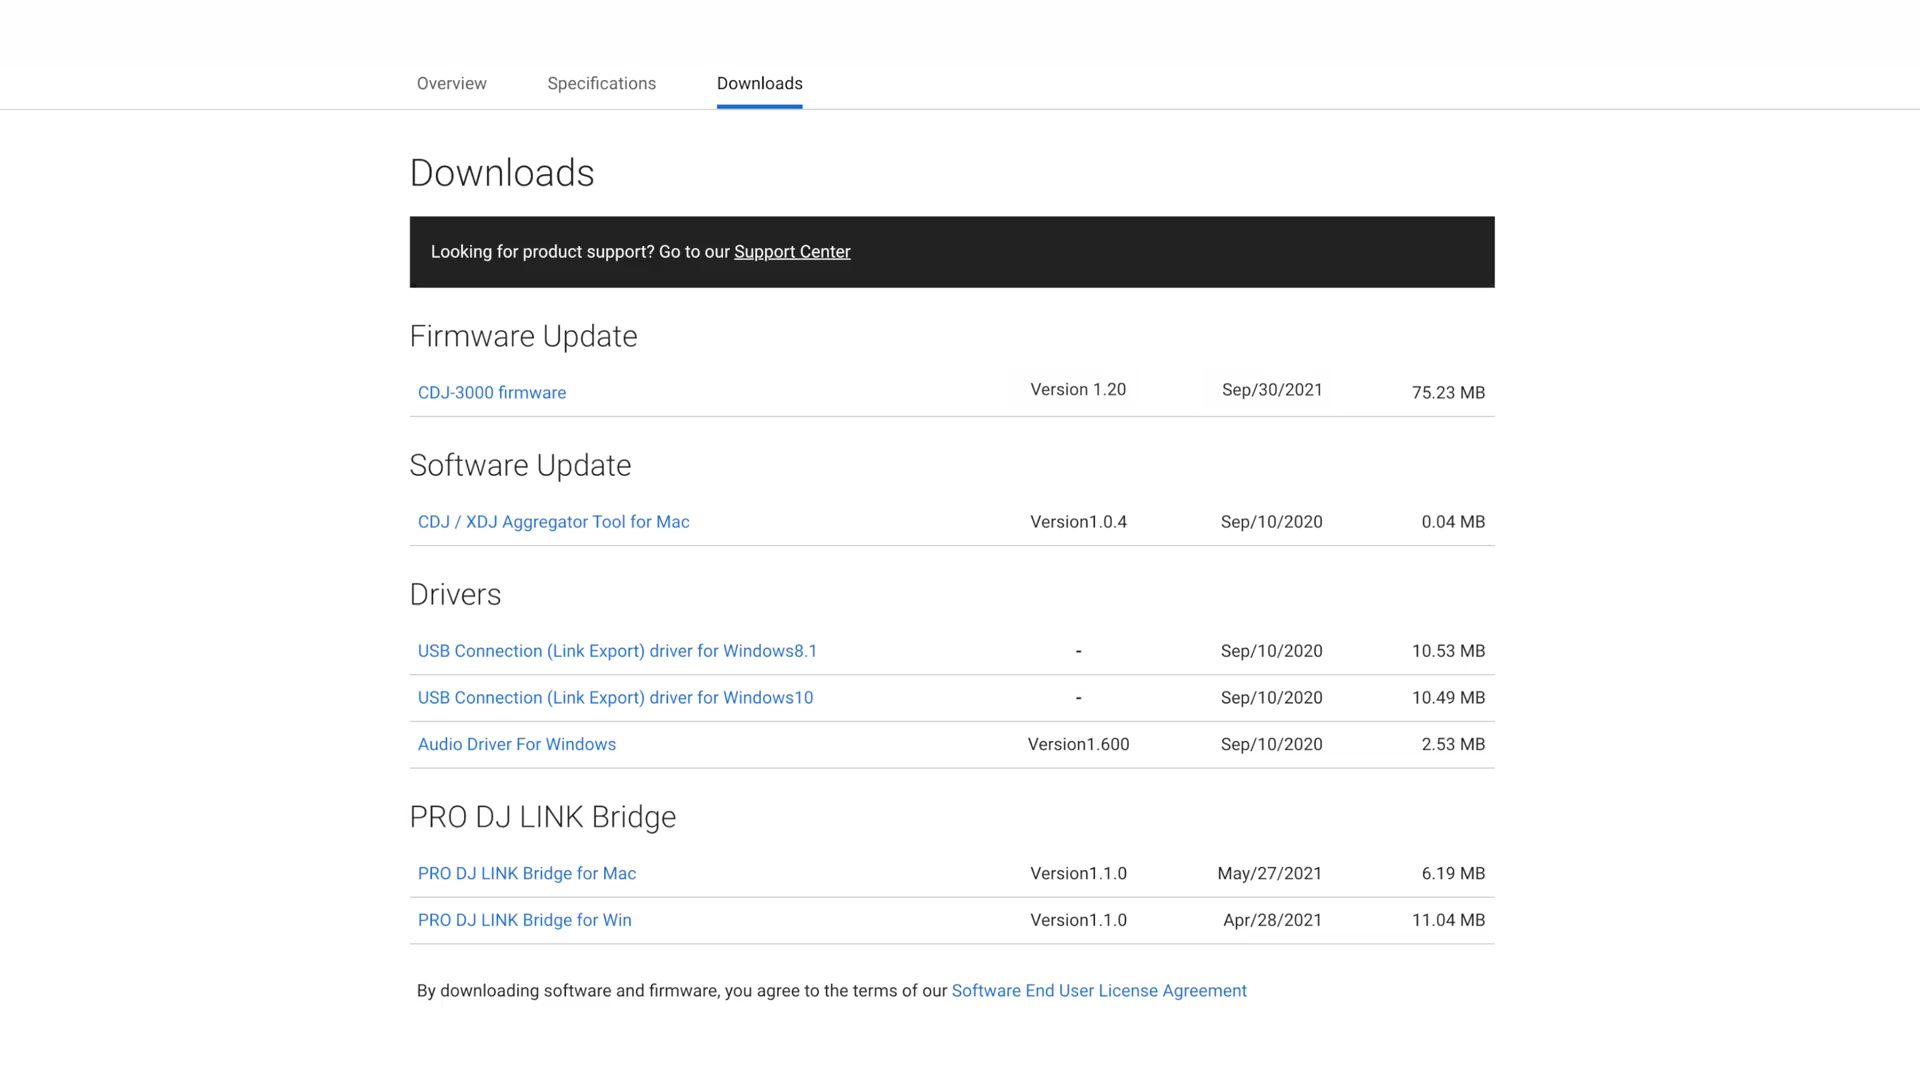 Overview Specifications Downloads
Downloads
Looking for product support? Go to our Support Center
Firmware Update
CDJ-3000 firmware Version 1.20 Sep/30/2021 75.23 MB
Software Update
CDJ / XDJ Aggregator Tool for Mac Version1.0.4 Sep/10/2020 0.04 MB
Drivers
USB Connection (Link Export) driver for Windows8.1 - Sep/10/2020 10.53 MB
USB Connection (Link Export) driver for Windows10 - Sep/10/2020 10.49 MB
Audio Driver For Windows Version1.600 Sep/10/2020 2.53 MB
PRO DJ LINK Bridge
PRO DJ LINK Bridge for Mac Version1.1.0 May/27/2021 6.19 MB
PRO DJ LINK Bridge for Win Version1.1.0 Apr/28/2021 11.04 MB
By downloading software and firmware, you agree to the terms of our Software End User License Agreement